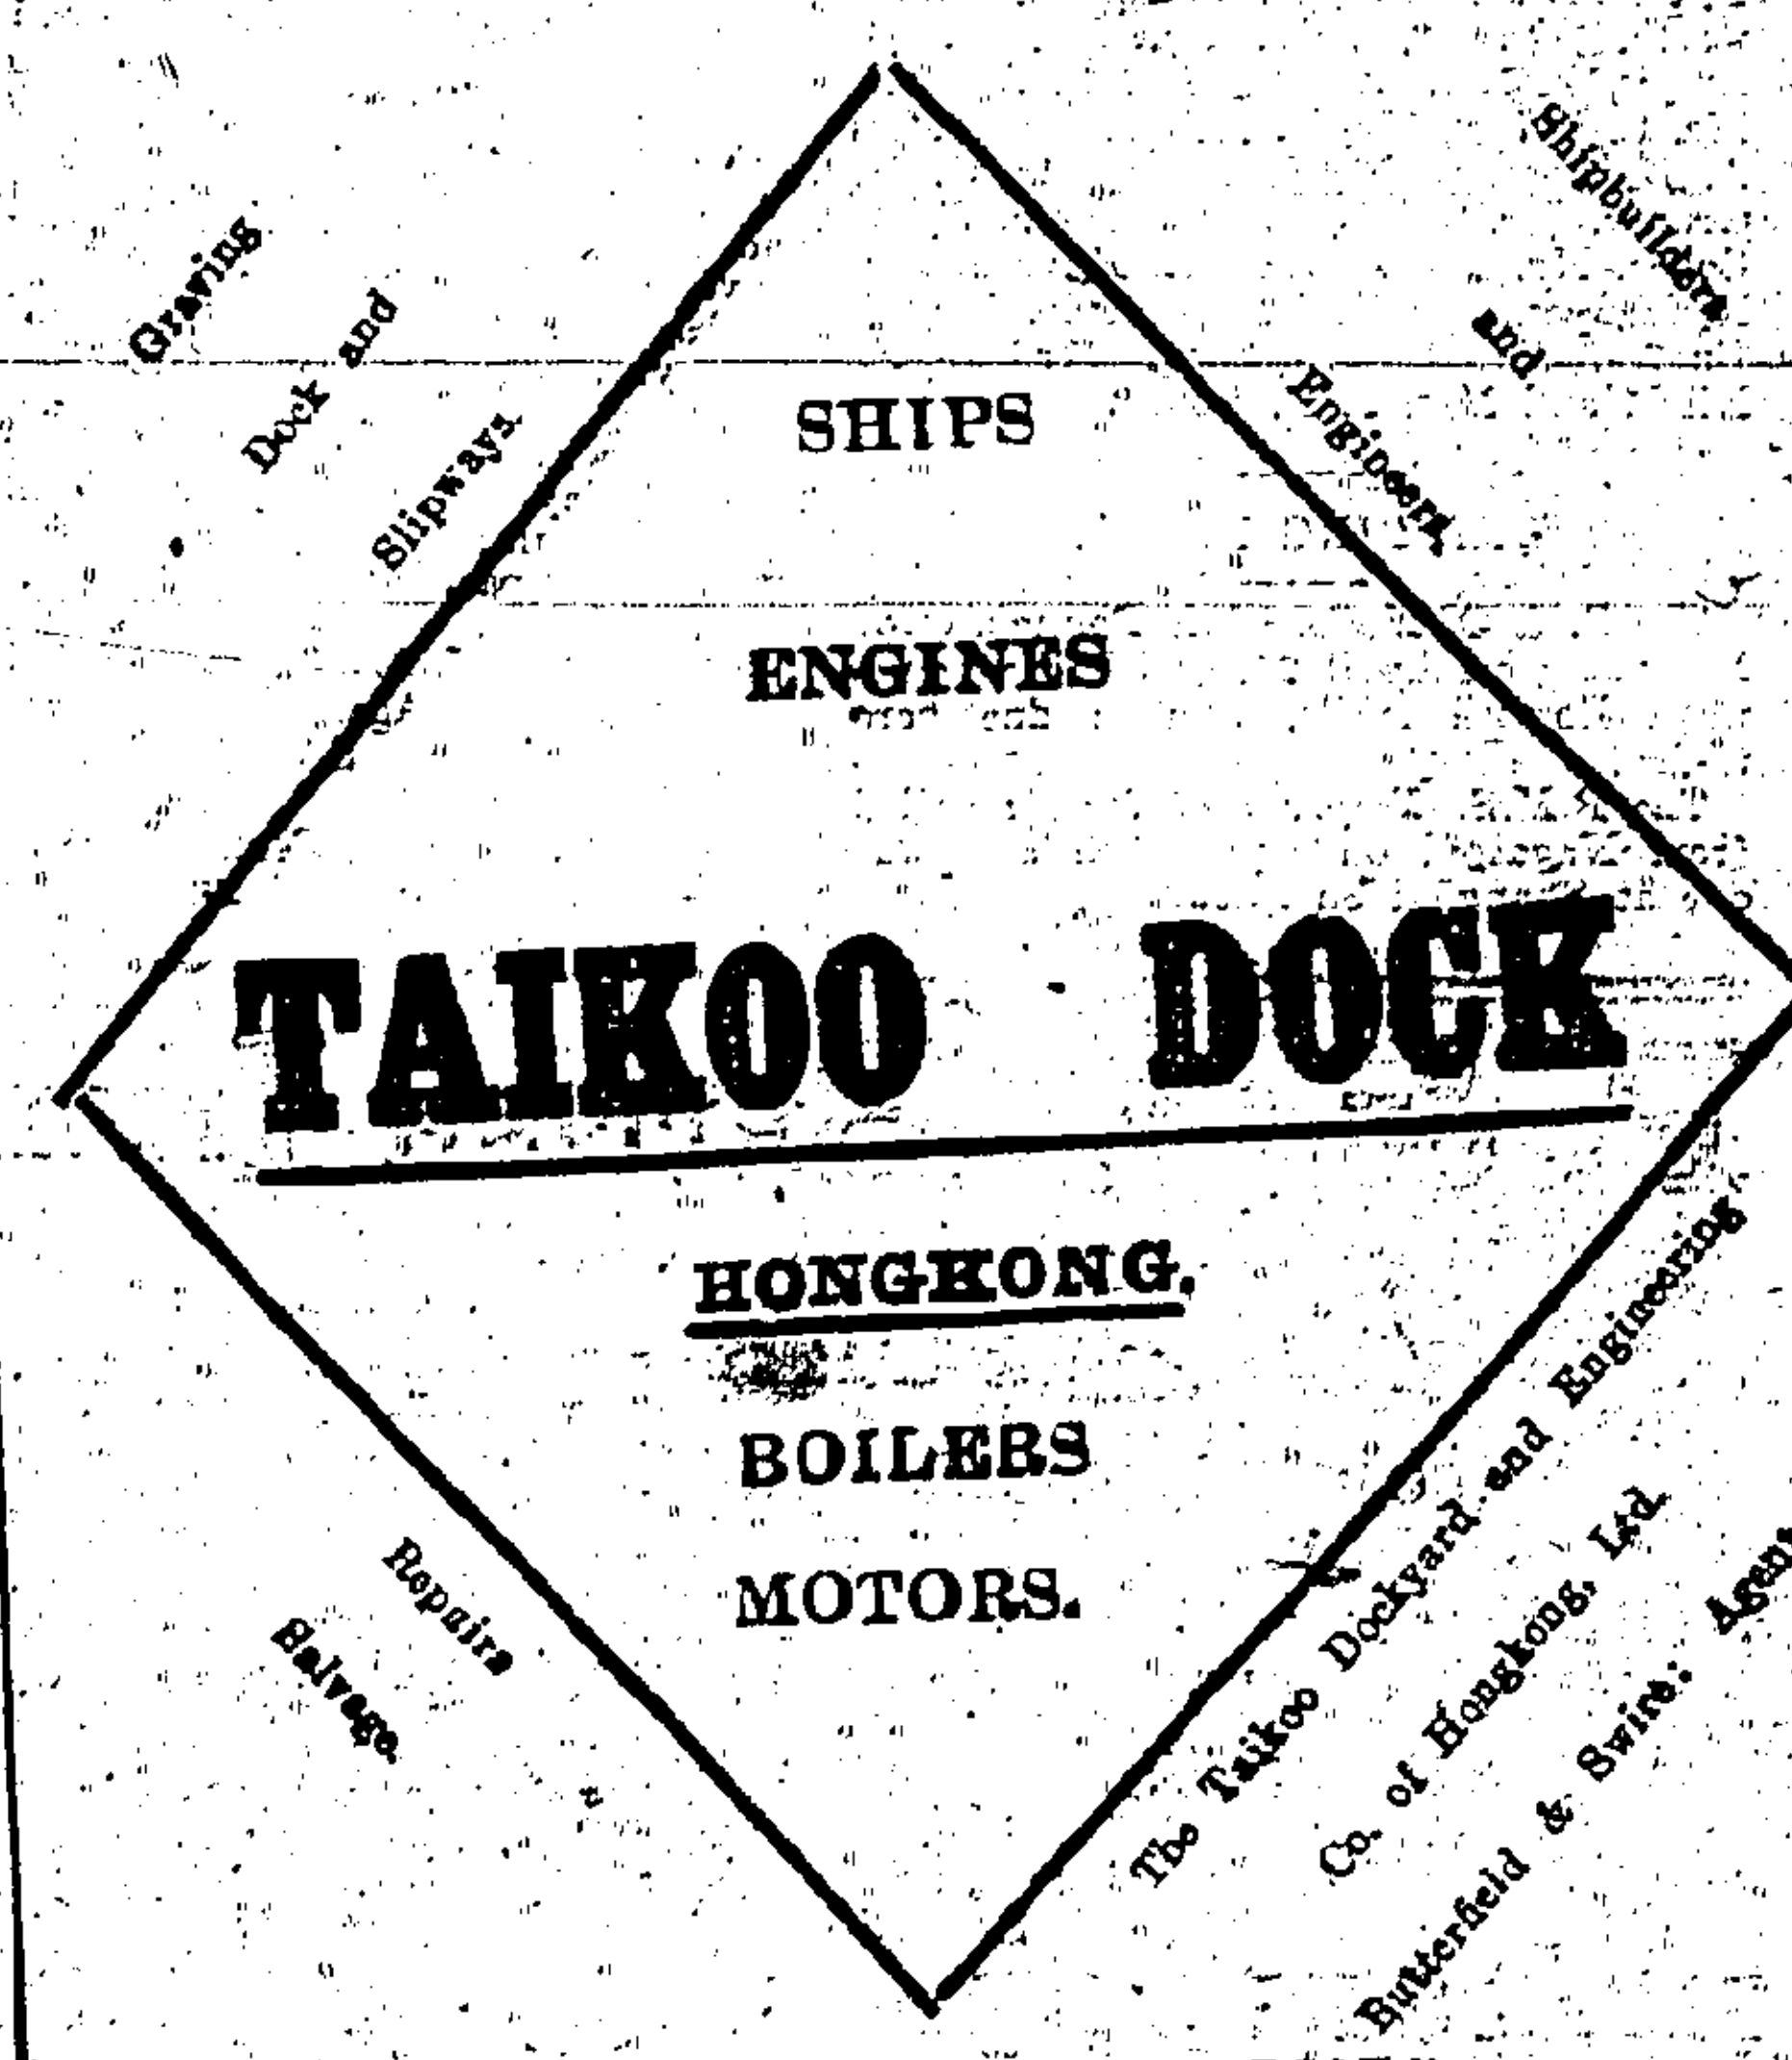 Graving
Dock and
Slipways
Shipbuilders
and
Engineers
SHIPS
ENGINES
TAIKOO DOCK
HONGKONG.
BOILERS
MOTORS.
Repairs
Salvage.
The Taikoo Dockyard and Engineering
Co. of Hongkong, Ltd.
Butterfield & Swire: